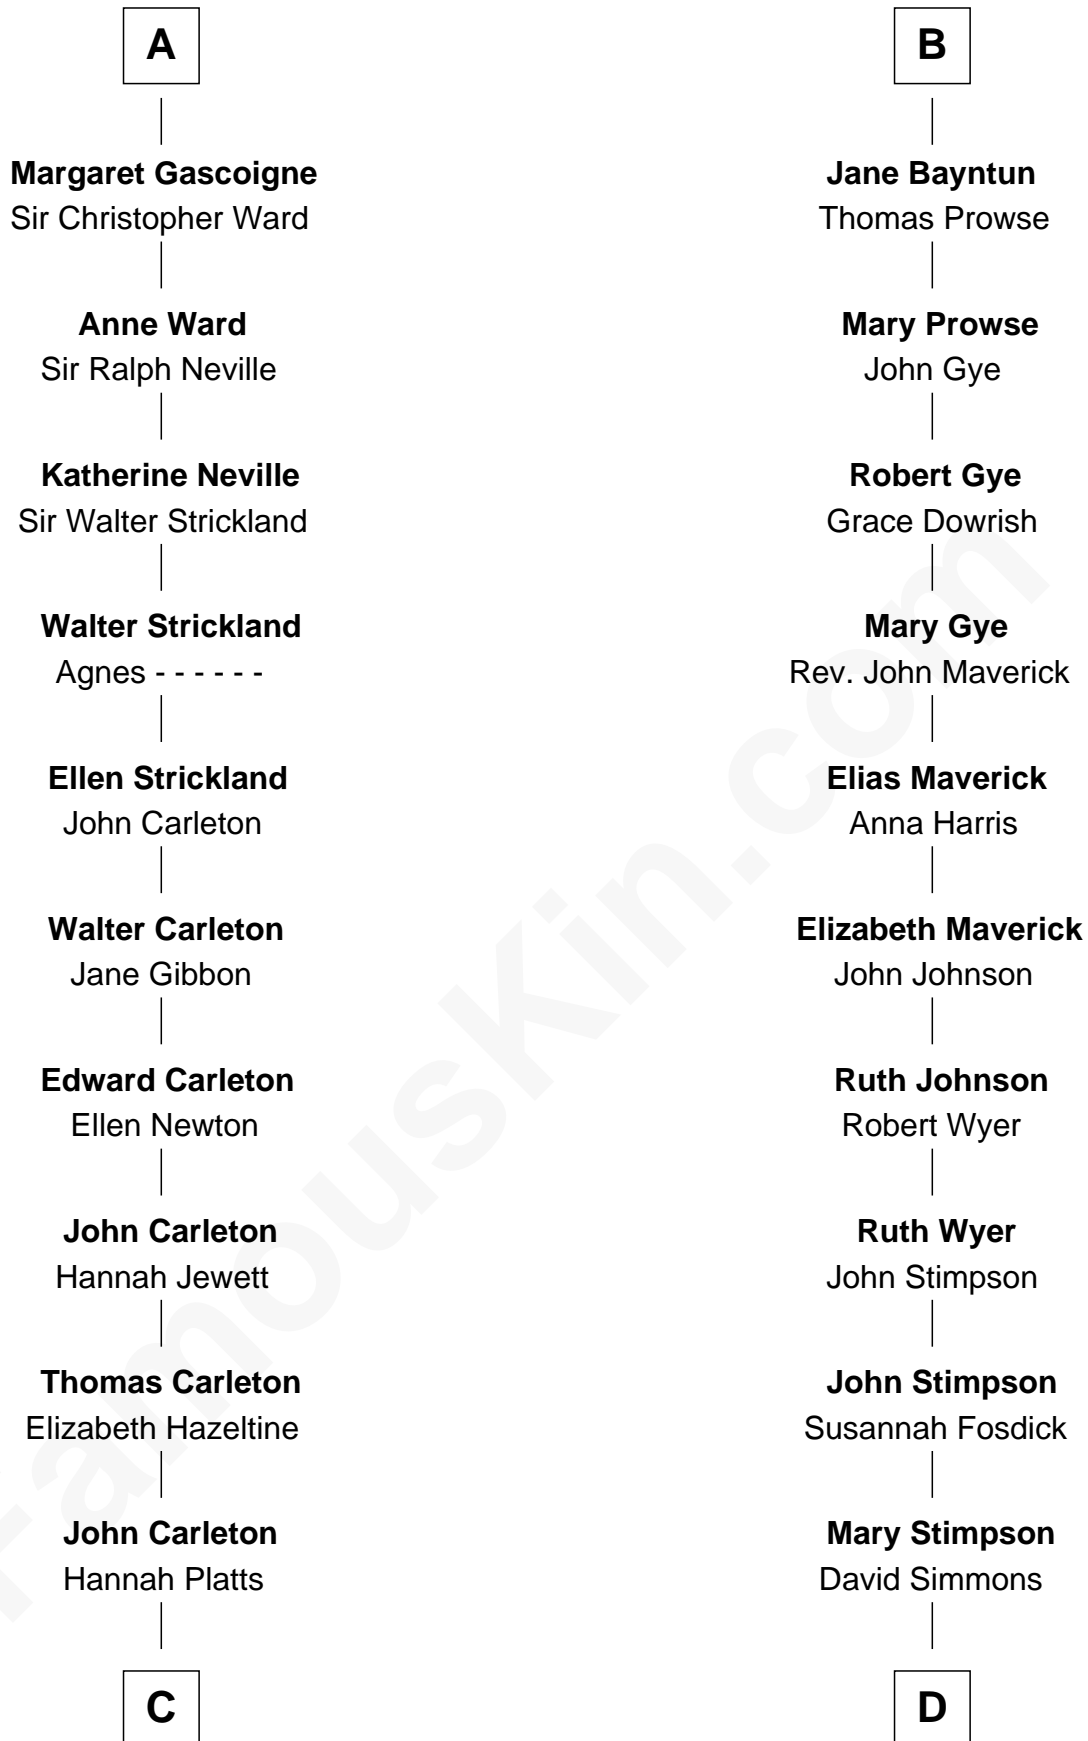 A
Margaret Gascoigne
Sir Christopher Ward
Anne Ward
Sir Ralph Neville
Katherine Neville
Sir Walter Strickland
Walter Strickland
Agnes - - - - - -
Ellen Strickland
John Carleton
Walter Carleton
Jane Gibbon
Edward Carleton
Ellen Newton
John Carleton
Hannah Jewett
Thomas Carleton
Elizabeth Hazeltine
John Carleton
Hannah Platts
C
B
Jane Bayntun
Thomas Prowse
Mary Prowse
John Gye
Robert Gye
Grace Dowrish
Mary Gye
Rev. John Maverick
Elias Maverick
Anna Harris
Elizabeth Maverick
John Johnson
Ruth Johnson
Robert Wyer
Ruth Wyer
John Stimpson
John Stimpson
Susannah Fosdick
Mary Stimpson
David Simmons
D
FamousKin.com